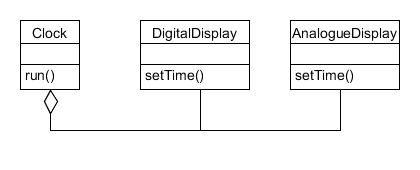 Clock
run()
DigitalDisplay
setTime()
AnalogueDisplay
setTime()